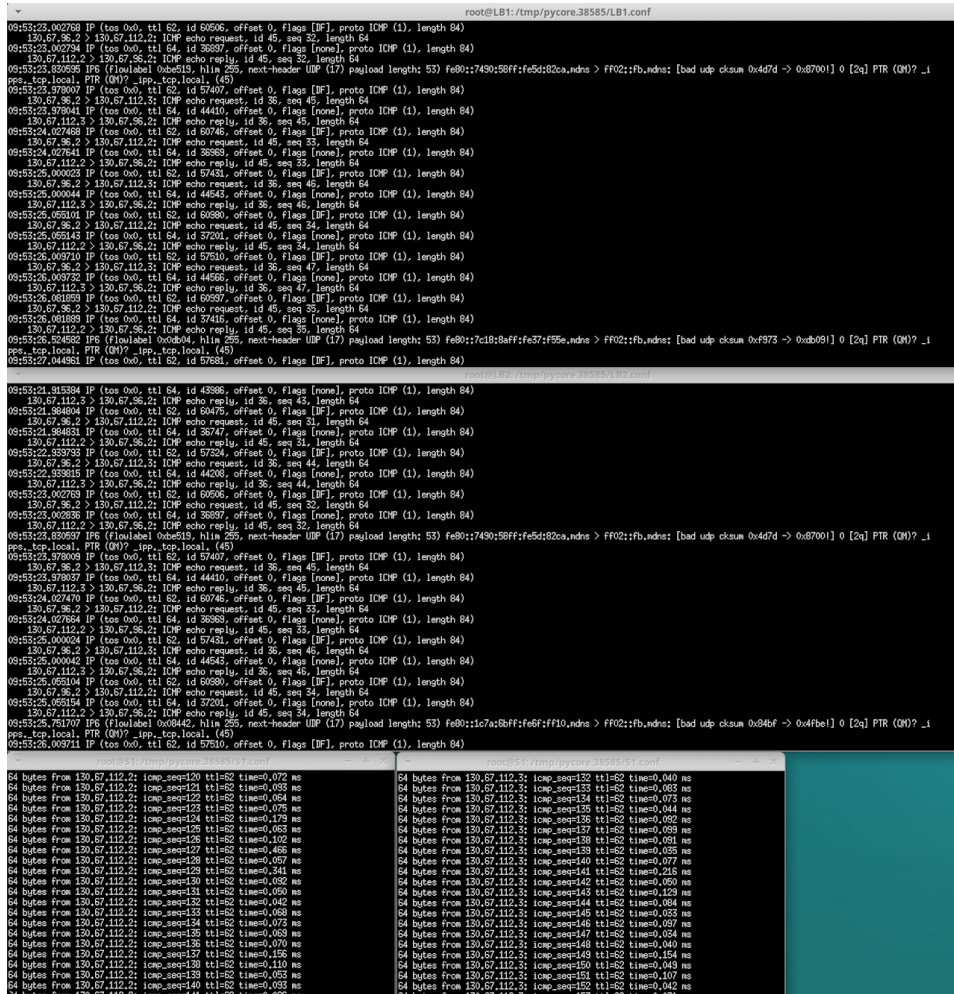 root@LB1: /tmp/pycore.38585/LB1.conf
09:53:23.002768 IP (tos 0x0, ttl 62, id 60506, offset 0, flags [DF], proto ICMP (1), length 84)
130.67.96.2 > 130.67.112.2: ICMP echo request, id 45, seq 32, length 64
09:53:23.002794 IP (tos 0x0, ttl 64, id 36897, offset 0, flags [none], proto ICMP (1), length 84)
130.67.112.2 > 130.67.96.2: ICMP echo reply, id 45, seq 32, length 64
09:53:23.830595 IP6 (flowlabel 0xbe519, hlim 255, next-header UDP (17) payload length: 53) fe80::7490:58ff:fe5d:82ca.mdns > ff02::fb.mdns: [bad udp cksum 0x4d7d -> 0x8700!] 0 [2q] PTR (QM)? _i
pps._tcp.local. PTR (QM)? _ipp._tcp.local. (45)
09:53:23.978007 IP (tos 0x0, ttl 62, id 57407, offset 0, flags [DF], proto ICMP (1), length 84)
130.67.96.2 > 130.67.112.3: ICMP echo request, id 36, seq 45, length 64
09:53:23.978041 IP (tos 0x0, ttl 64, id 44410, offset 0, flags [none], proto ICMP (1), length 84)
130.67.112.3 > 130.67.96.2: ICMP echo reply, id 36, seq 45, length 64
09:53:24.027468 IP (tos 0x0, ttl 62, id 60746, offset 0, flags [DF], proto ICMP (1), length 84)
130.67.96.2 > 130.67.112.2: ICMP echo request, id 45, seq 33, length 64
09:53:24.027641 IP (tos 0x0, ttl 64, id 36969, offset 0, flags [none], proto ICMP (1), length 84)
130.67.112.2 > 130.67.96.2: ICMP echo reply, id 45, seq 33, length 64
09:53:25.000023 IP (tos 0x0, ttl 62, id 57431, offset 0, flags [DF], proto ICMP (1), length 84)
130.67.96.2 > 130.67.112.3: ICMP echo request, id 36, seq 46, length 64
09:53:25.000044 IP (tos 0x0, ttl 64, id 44543, offset 0, flags [none], proto ICMP (1), length 84)
130.67.112.3 > 130.67.96.2: ICMP echo reply, id 36, seq 46, length 64
09:53:25.055101 IP (tos 0x0, ttl 62, id 60980, offset 0, flags [DF], proto ICMP (1), length 84)
130.67.96.2 > 130.67.112.2: ICMP echo request, id 45, seq 34, length 64
09:53:25.055143 IP (tos 0x0, ttl 64, id 37201, offset 0, flags [none], proto ICMP (1), length 84)
130.67.112.2 > 130.67.96.2: ICMP echo reply, id 45, seq 34, length 64
09:53:26.009710 IP (tos 0x0, ttl 62, id 57510, offset 0, flags [DF], proto ICMP (1), length 84)
130.67.96.2 > 130.67.112.3: ICMP echo request, id 36, seq 47, length 64
09:53:26.009732 IP (tos 0x0, ttl 64, id 44566, offset 0, flags [none], proto ICMP (1), length 84)
130.67.112.3 > 130.67.96.2: ICMP echo reply, id 36, seq 47, length 64
09:53:26.081859 IP (tos 0x0, ttl 62, id 60997, offset 0, flags [DF], proto ICMP (1), length 84)
130.67.96.2 > 130.67.112.2: ICMP echo request, id 45, seq 35, length 64
09:53:26.081889 IP (tos 0x0, ttl 64, id 37416, offset 0, flags [none], proto ICMP (1), length 84)
130.67.112.2 > 130.67.96.2: ICMP echo reply, id 45, seq 35, length 64
09:53:26.524582 IP6 (flowlabel 0x0db04, hlim 255, next-header UDP (17) payload length: 53) fe80::7c18:8aff:fe37:f55e.mdns > ff02::fb.mdns: [bad udp cksum 0xf973 -> 0xdb09!] 0 [2q] PTR (QM)? _i
pps._tcp.local. PTR (QM)? _ipp._tcp.local. (45)
09:53:27.044961 IP (tos 0x0, ttl 62, id 57681, offset 0, flags [DF], proto ICMP (1), length 84)
root@LB2: /tmp/pycore.38585/LB2.conf
09:53:21.915384 IP (tos 0x0, ttl 64, id 43986, offset 0, flags [none], proto ICMP (1), length 84)
130.67.112.3 > 130.67.96.2: ICMP echo reply, id 36, seq 43, length 64
09:53:21.984804 IP (tos 0x0, ttl 62, id 60475, offset 0, flags [DF], proto ICMP (1), length 84)
130.67.96.2 > 130.67.112.2: ICMP echo request, id 45, seq 31, length 64
09:53:21.984831 IP (tos 0x0, ttl 64, id 36747, offset 0, flags [none], proto ICMP (1), length 84)
130.67.112.2 > 130.67.96.2: ICMP echo reply, id 45, seq 31, length 64
09:53:22.939793 IP (tos 0x0, ttl 62, id 57324, offset 0, flags [DF], proto ICMP (1), length 84)
130.67.96.2 > 130.67.112.3: ICMP echo request, id 36, seq 44, length 64
09:53:22.939815 IP (tos 0x0, ttl 64, id 44208, offset 0, flags [none], proto ICMP (1), length 84)
130.67.112.3 > 130.67.96.2: ICMP echo reply, id 36, seq 44, length 64
09:53:23.002769 IP (tos 0x0, ttl 62, id 60506, offset 0, flags [DF], proto ICMP (1), length 84)
130.67.96.2 > 130.67.112.2: ICMP echo request, id 45, seq 32, length 64
09:53:23.002836 IP (tos 0x0, ttl 64, id 36897, offset 0, flags [none], proto ICMP (1), length 84)
130.67.112.2 > 130.67.96.2: ICMP echo reply, id 45, seq 32, length 64
09:53:23.830597 IP6 (flowlabel 0xbe519, hlim 255, next-header UDP (17) payload length: 53) fe80::7490:58ff:fe5d:82ca.mdns > ff02::fb.mdns: [bad udp cksum 0x4d7d -> 0x8700!] 0 [2q] PTR (QM)? _i
pps._tcp.local. PTR (QM)? _ipp._tcp.local. (45)
09:53:23.978009 IP (tos 0x0, ttl 62, id 57407, offset 0, flags [DF], proto ICMP (1), length 84)
130.67.96.2 > 130.67.112.3: ICMP echo request, id 36, seq 45, length 64
09:53:23.978037 IP (tos 0x0, ttl 64, id 44410, offset 0, flags [none], proto ICMP (1), length 84)
130.67.112.3 > 130.67.96.2: ICMP echo reply, id 36, seq 45, length 64
09:53:24.027470 IP (tos 0x0, ttl 62, id 60746, offset 0, flags [DF], proto ICMP (1), length 84)
130.67.96.2 > 130.67.112.2: ICMP echo request, id 45, seq 33, length 64
09:53:24.027664 IP (tos 0x0, ttl 64, id 36969, offset 0, flags [none], proto ICMP (1), length 84)
130.67.112.2 > 130.67.96.2: ICMP echo reply, id 45, seq 33, length 64
09:53:25.000024 IP (tos 0x0, ttl 62, id 57431, offset 0, flags [DF], proto ICMP (1), length 84)
130.67.96.2 > 130.67.112.3: ICMP echo request, id 36, seq 46, length 64
09:53:25.000042 IP (tos 0x0, ttl 64, id 44543, offset 0, flags [none], proto ICMP (1), length 84)
130.67.112.3 > 130.67.96.2: ICMP echo reply, id 36, seq 46, length 64
09:53:25.055104 IP (tos 0x0, ttl 62, id 60980, offset 0, flags [DF], proto ICMP (1), length 84)
130.67.96.2 > 130.67.112.2: ICMP echo request, id 45, seq 34, length 64
09:53:25.055154 IP (tos 0x0, ttl 64, id 37201, offset 0, flags [none], proto ICMP (1), length 84)
130.67.112.2 > 130.67.96.2: ICMP echo reply, id 45, seq 34, length 64
09:53:25.751707 IP6 (flowlabel 0x08442, hlim 255, next-header UDP (17) payload length: 53) fe80::1c7a:6bff:fe6f:ff10.mdns > ff02::fb.mdns: [bad udp cksum 0x84bf -> 0x4fbe!] 0 [2q] PTR (QM)? _i
pps._tcp.local. PTR (QM)? _ipp._tcp.local. (45)
09:53:26.009711 IP (tos 0x0, ttl 62, id 57510, offset 0, flags [DF], proto ICMP (1), length 84)
root@S1: /tmp/pycore.38585/S1.conf
64 bytes from 130.67.112.2: icmp_seq=120 ttl=62 time=0.072 ms
64 bytes from 130.67.112.2: icmp_seq=121 ttl=62 time=0.093 ms
64 bytes from 130.67.112.2: icmp_seq=122 ttl=62 time=0.064 ms
64 bytes from 130.67.112.2: icmp_seq=123 ttl=62 time=0.075 ms
64 bytes from 130.67.112.2: icmp_seq=124 ttl=62 time=0.179 ms
64 bytes from 130.67.112.2: icmp_seq=125 ttl=62 time=0.063 ms
64 bytes from 130.67.112.2: icmp_seq=126 ttl=62 time=0.102 ms
64 bytes from 130.67.112.2: icmp_seq=127 ttl=62 time=0.466 ms
64 bytes from 130.67.112.2: icmp_seq=128 ttl=62 time=0.057 ms
64 bytes from 130.67.112.2: icmp_seq=129 ttl=62 time=0.341 ms
64 bytes from 130.67.112.2: icmp_seq=130 ttl=62 time=0.092 ms
64 bytes from 130.67.112.2: icmp_seq=131 ttl=62 time=0.050 ms
64 bytes from 130.67.112.2: icmp_seq=132 ttl=62 time=0.042 ms
64 bytes from 130.67.112.2: icmp_seq=133 ttl=62 time=0.068 ms
64 bytes from 130.67.112.2: icmp_seq=134 ttl=62 time=0.073 ms
64 bytes from 130.67.112.2: icmp_seq=135 ttl=62 time=0.069 ms
64 bytes from 130.67.112.2: icmp_seq=136 ttl=62 time=0.070 ms
64 bytes from 130.67.112.2: icmp_seq=137 ttl=62 time=0.156 ms
64 bytes from 130.67.112.2: icmp_seq=138 ttl=62 time=0.110 ms
64 bytes from 130.67.112.2: icmp_seq=139 ttl=62 time=0.053 ms
64 bytes from 130.67.112.2: icmp_seq=140 ttl=62 time=0.093 ms
root@S1: /tmp/pycore.38585/S1.conf
64 bytes from 130.67.112.3: icmp_seq=132 ttl=62 time=0.040 ms
64 bytes from 130.67.112.3: icmp_seq=133 ttl=62 time=0.083 ms
64 bytes from 130.67.112.3: icmp_seq=134 ttl=62 time=0.073 ms
64 bytes from 130.67.112.3: icmp_seq=135 ttl=62 time=0.044 ms
64 bytes from 130.67.112.3: icmp_seq=136 ttl=62 time=0.092 ms
64 bytes from 130.67.112.3: icmp_seq=137 ttl=62 time=0.099 ms
64 bytes from 130.67.112.3: icmp_seq=138 ttl=62 time=0.091 ms
64 bytes from 130.67.112.3: icmp_seq=139 ttl=62 time=0.035 ms
64 bytes from 130.67.112.3: icmp_seq=140 ttl=62 time=0.077 ms
64 bytes from 130.67.112.3: icmp_seq=141 ttl=62 time=0.216 ms
64 bytes from 130.67.112.3: icmp_seq=142 ttl=62 time=0.050 ms
64 bytes from 130.67.112.3: icmp_seq=143 ttl=62 time=0.129 ms
64 bytes from 130.67.112.3: icmp_seq=144 ttl=62 time=0.084 ms
64 bytes from 130.67.112.3: icmp_seq=145 ttl=62 time=0.033 ms
64 bytes from 130.67.112.3: icmp_seq=146 ttl=62 time=0.097 ms
64 bytes from 130.67.112.3: icmp_seq=147 ttl=62 time=0.034 ms
64 bytes from 130.67.112.3: icmp_seq=148 ttl=62 time=0.040 ms
64 bytes from 130.67.112.3: icmp_seq=149 ttl=62 time=0.154 ms
64 bytes from 130.67.112.3: icmp_seq=150 ttl=62 time=0.049 ms
64 bytes from 130.67.112.3: icmp_seq=151 ttl=62 time=0.107 ms
64 bytes from 130.67.112.3: icmp_seq=152 ttl=62 time=0.042 ms